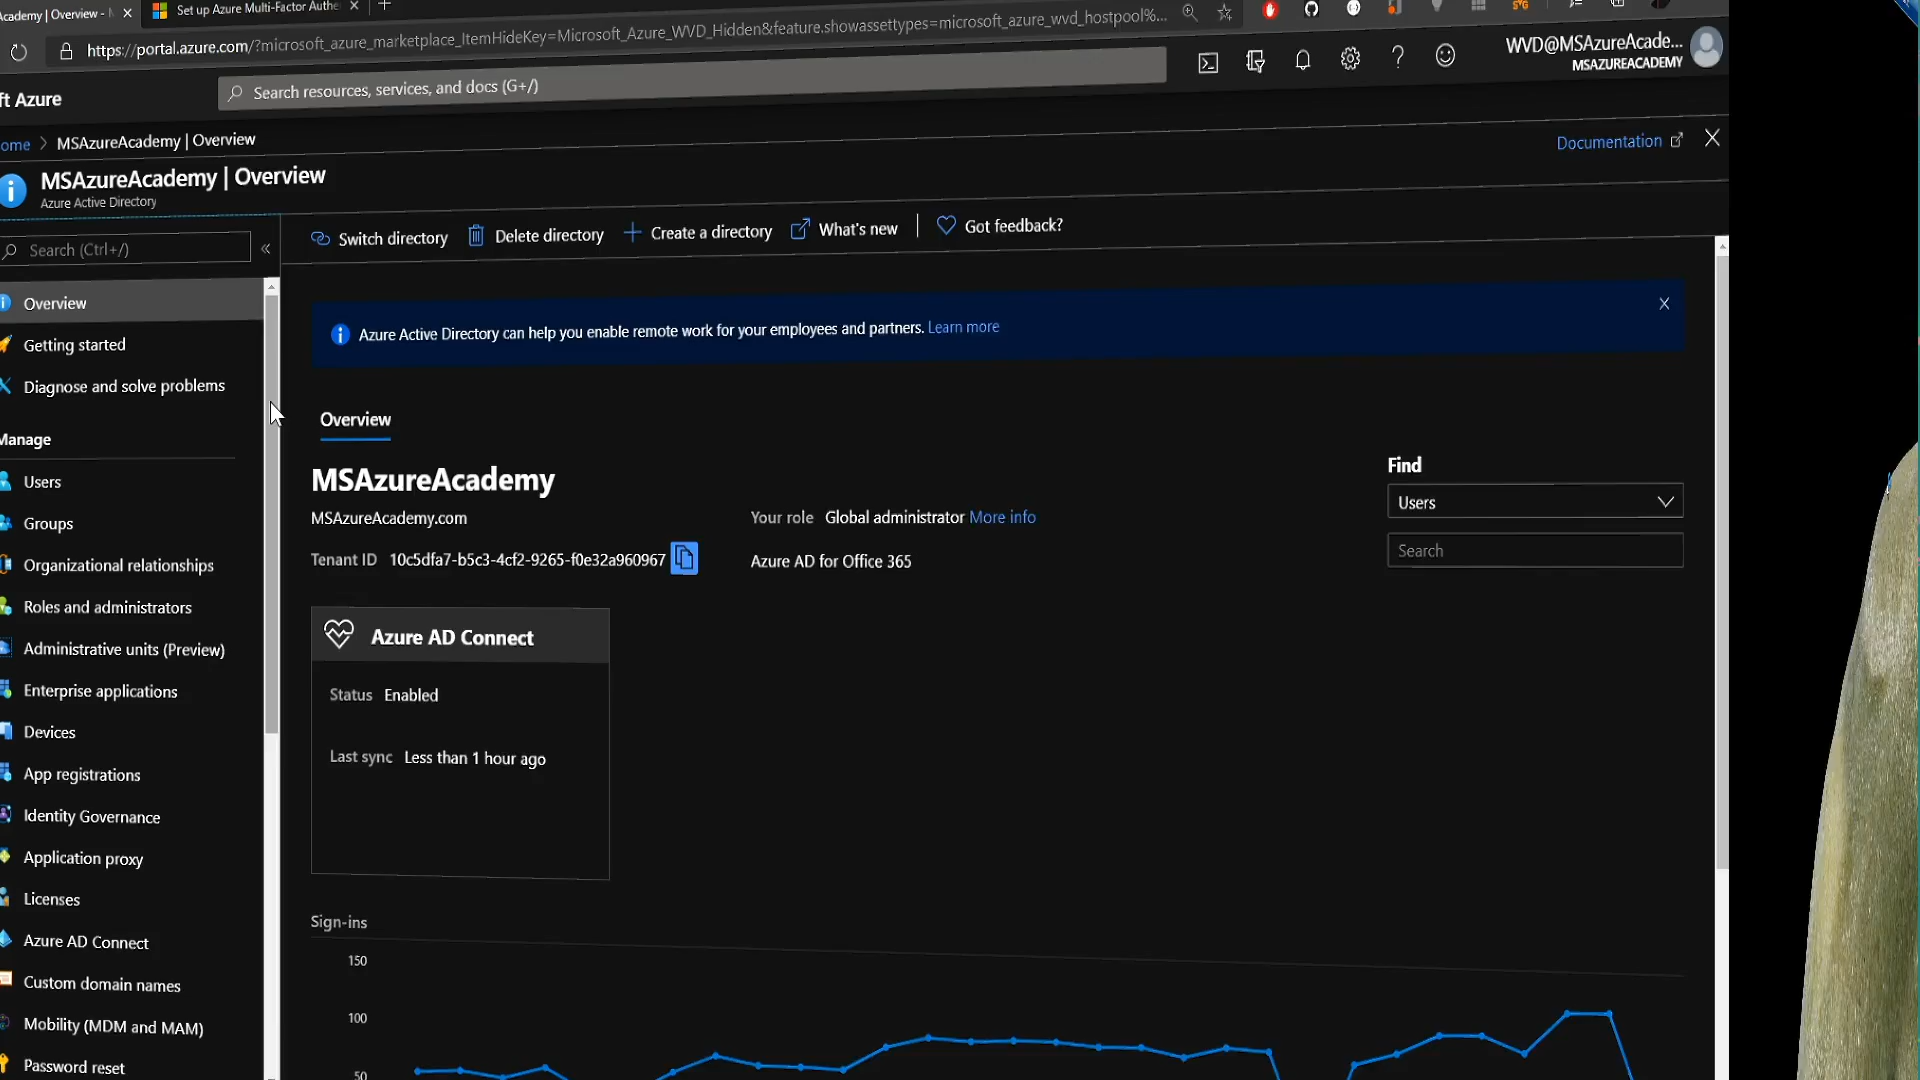 cademy | Overview -
Set up Azure Multi-Factor Authe
https://portal.azure.com/?microsoft_azure_marketplace_ItemHideKey=Microsoft_Azure_WVD_Hidden&feature.showassettypes=microsoft_azure_wvd_hostpool%...
WVD@MSAzureAcade...
MSAZUREACADEMY
ft Azure
Search resources, services, and docs (G+/)
ome > MSAzureAcademy | Overview
Documentation
MSAzureAcademy | Overview
Azure Active Directory
Search (Ctrl+/)
«
Switch directory
Delete directory
Create a directory
What's new
Got feedback?
Overview
Getting started
Diagnose and solve problems
Manage
Users
Groups
Organizational relationships
Roles and administrators
Administrative units (Preview)
Enterprise applications
Devices
App registrations
Identity Governance
Application proxy
Licenses
Azure AD Connect
Custom domain names
Mobility (MDM and MAM)
Password reset
Azure Active Directory can help you enable remote work for your employees and partners. Learn more
Overview
MSAzureAcademy
MSAzureAcademy.com
Tenant ID 10c5dfa7-b5c3-4cf2-9265-f0e32a960967
Your role Global administrator More info
Azure AD for Office 365
Find
Users
Search
Azure AD Connect
Status Enabled
Last sync Less than 1 hour ago
Sign-ins
150
100
50